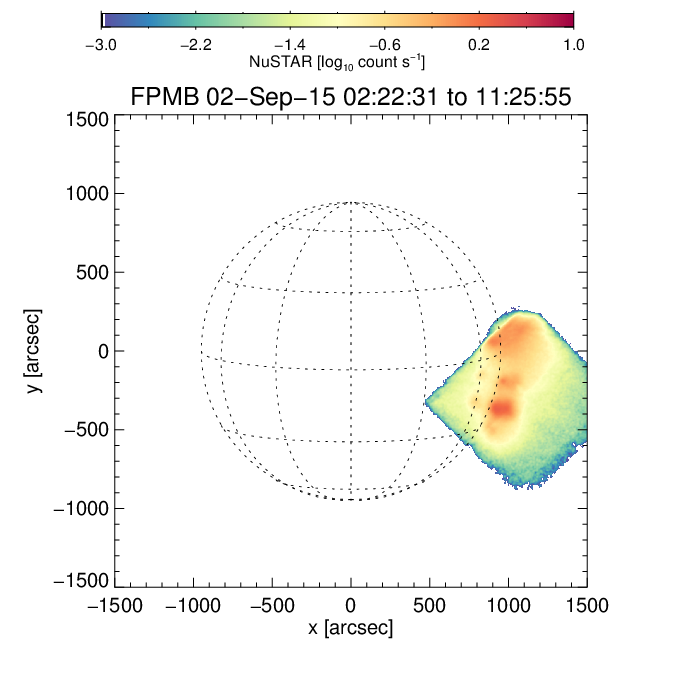 −3.0 −2.2 −1.4 −0.6 0.2 1.0
NuSTAR [log₁₀ count s⁻¹]
FPMB 02−Sep−15 02:22:31 to 11:25:55
1500
1000
500
0
−500
−1000
−1500
y [arcsec]
−1500 −1000 −500 0 500 1000 1500
x [arcsec]